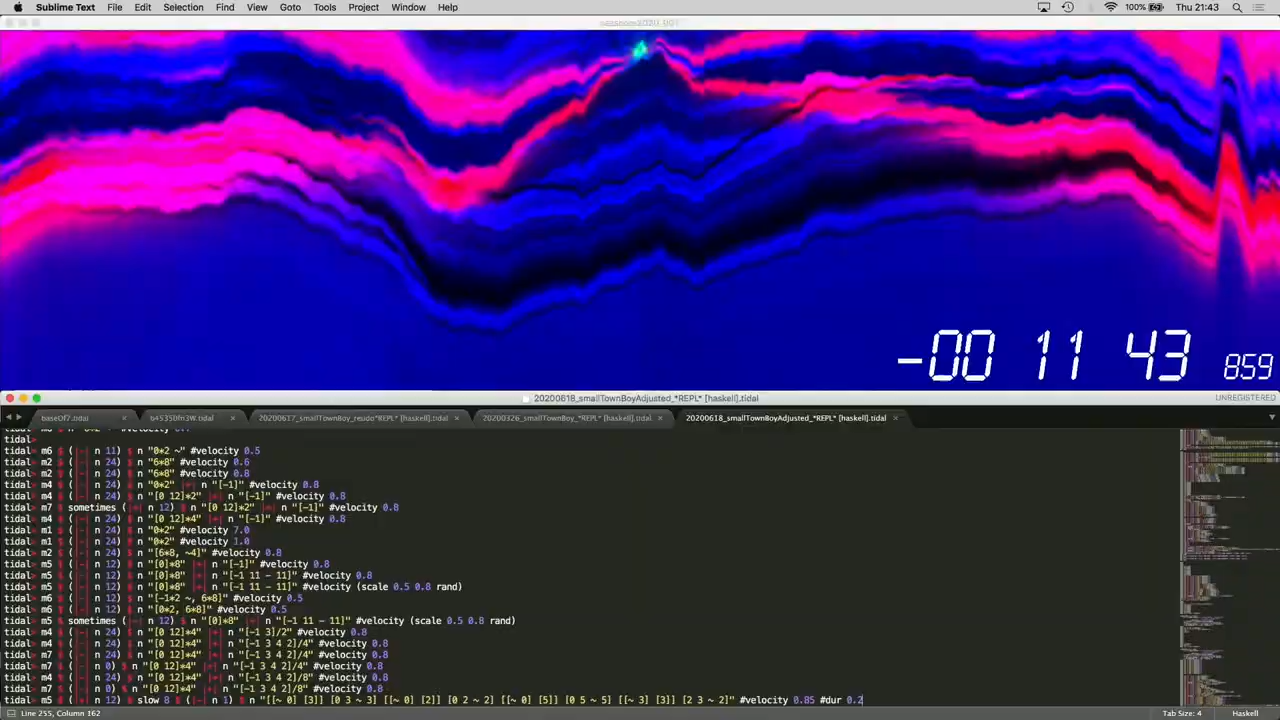 Sublime Text File Edit Selection Find View Goto Tools Project Window Help 100% Thu 21:43
-00 11 43 859
20200618_smallTownBoyAdjusted_*REPL* [haskell].tidal UNREGISTERED
baseOf2.tidal b45350fn3W.tidal 20200617_smallTownBoy_reudo*REPL* [haskell].tidal 20200326_smallTownBoy_*REPL* [haskell].tidal 20200618_smallTownBoyAdjusted_*REPL* [haskell].tidal
tidal>
tidal> m6 $ (|-| n 11) $ n "0*2 ~" #velocity 0.5
tidal> m2 $ (|-| n 24) $ n "6*8" #velocity 0.6
tidal> m2 $ (|-| n 24) $ n "6*8" #velocity 0.8
tidal> m4 $ (|-| n 24) $ n "0*2" |+| n "[-1]" #velocity 0.8
tidal> m4 $ (|-| n 24) $ n "[0 12]*2" |+| n "[-1]" #velocity 0.8
tidal> m7 $ sometimes (|+| n 12) $ n "[0 12]*2" |+| n "[-1]" #velocity 0.8
tidal> m4 $ (|-| n 24) $ n "[0 12]*4" |+| n "[-1]" #velocity 0.8
tidal> m1 $ (|-| n 24) $ n "0*2" #velocity 7.0
tidal> m1 $ (|-| n 24) $ n "0*2" #velocity 1.0
tidal> m2 $ (|-| n 24) $ n "[6*8, ~4]" #velocity 0.8
tidal> m5 $ (|-| n 12) $ n "[0]*8" |+| n "[-1 11 - 11]" #velocity 0.8
tidal> m5 $ (|-| n 12) $ n "[0]*8" |+| n "[-1 11 - 11]" #velocity (scale 0.5 0.8 rand)
tidal> m6 $ (|-| n 12) $ n "[-1*2 ~, 6*8]" #velocity 0.5
tidal> m6 $ (|-| n 12) $ n "[0*2, 6*8]" #velocity 0.5
tidal> m5 $ sometimes (|-| n 12) $ n "[0]*8" |+| n "[-1 11 - 11]" #velocity (scale 0.5 0.8 rand)
tidal> m4 $ (|-| n 24) $ n "[0 12]*4" |+| n "[-1 3]/2" #velocity 0.8
tidal> m4 $ (|-| n 24) $ n "[0 12]*4" |+| n "[-1 3 4 2]/4" #velocity 0.8
tidal> m7 $ (|-| n 24) $ n "[0 12]*4" |+| n "[-1 3 4 2]/4" #velocity 0.8
tidal> m7 $ (|-| n 0) $ n "[0 12]*4" |+| n "[-1 3 4 2]/8" #velocity 0.8
tidal> m4 $ (|-| n 24) $ n "[0 12]*4" |+| n "[-1 3 4 2]/8" #velocity 0.8
tidal> m7 $ (|-| n 0) $ n "[0 12]*4" |+| n "[-1 3 4 2]/8" #velocity 0.8
tidal> m5 $ (|+| n 12) $ slow 8 $ (|-| n 1) $ n "[[~ 0] [3]] [0 3 ~ 3] [[~ 0] [2]] [0 2 ~ 2] [[~ 0] [5]] [0 5 ~ 5] [[~ 3] [3]] [2 3 ~ 2]" #velocity 0.85 #dur 0.2
Line 255, Column 162 Tab Size: 4 Haskell